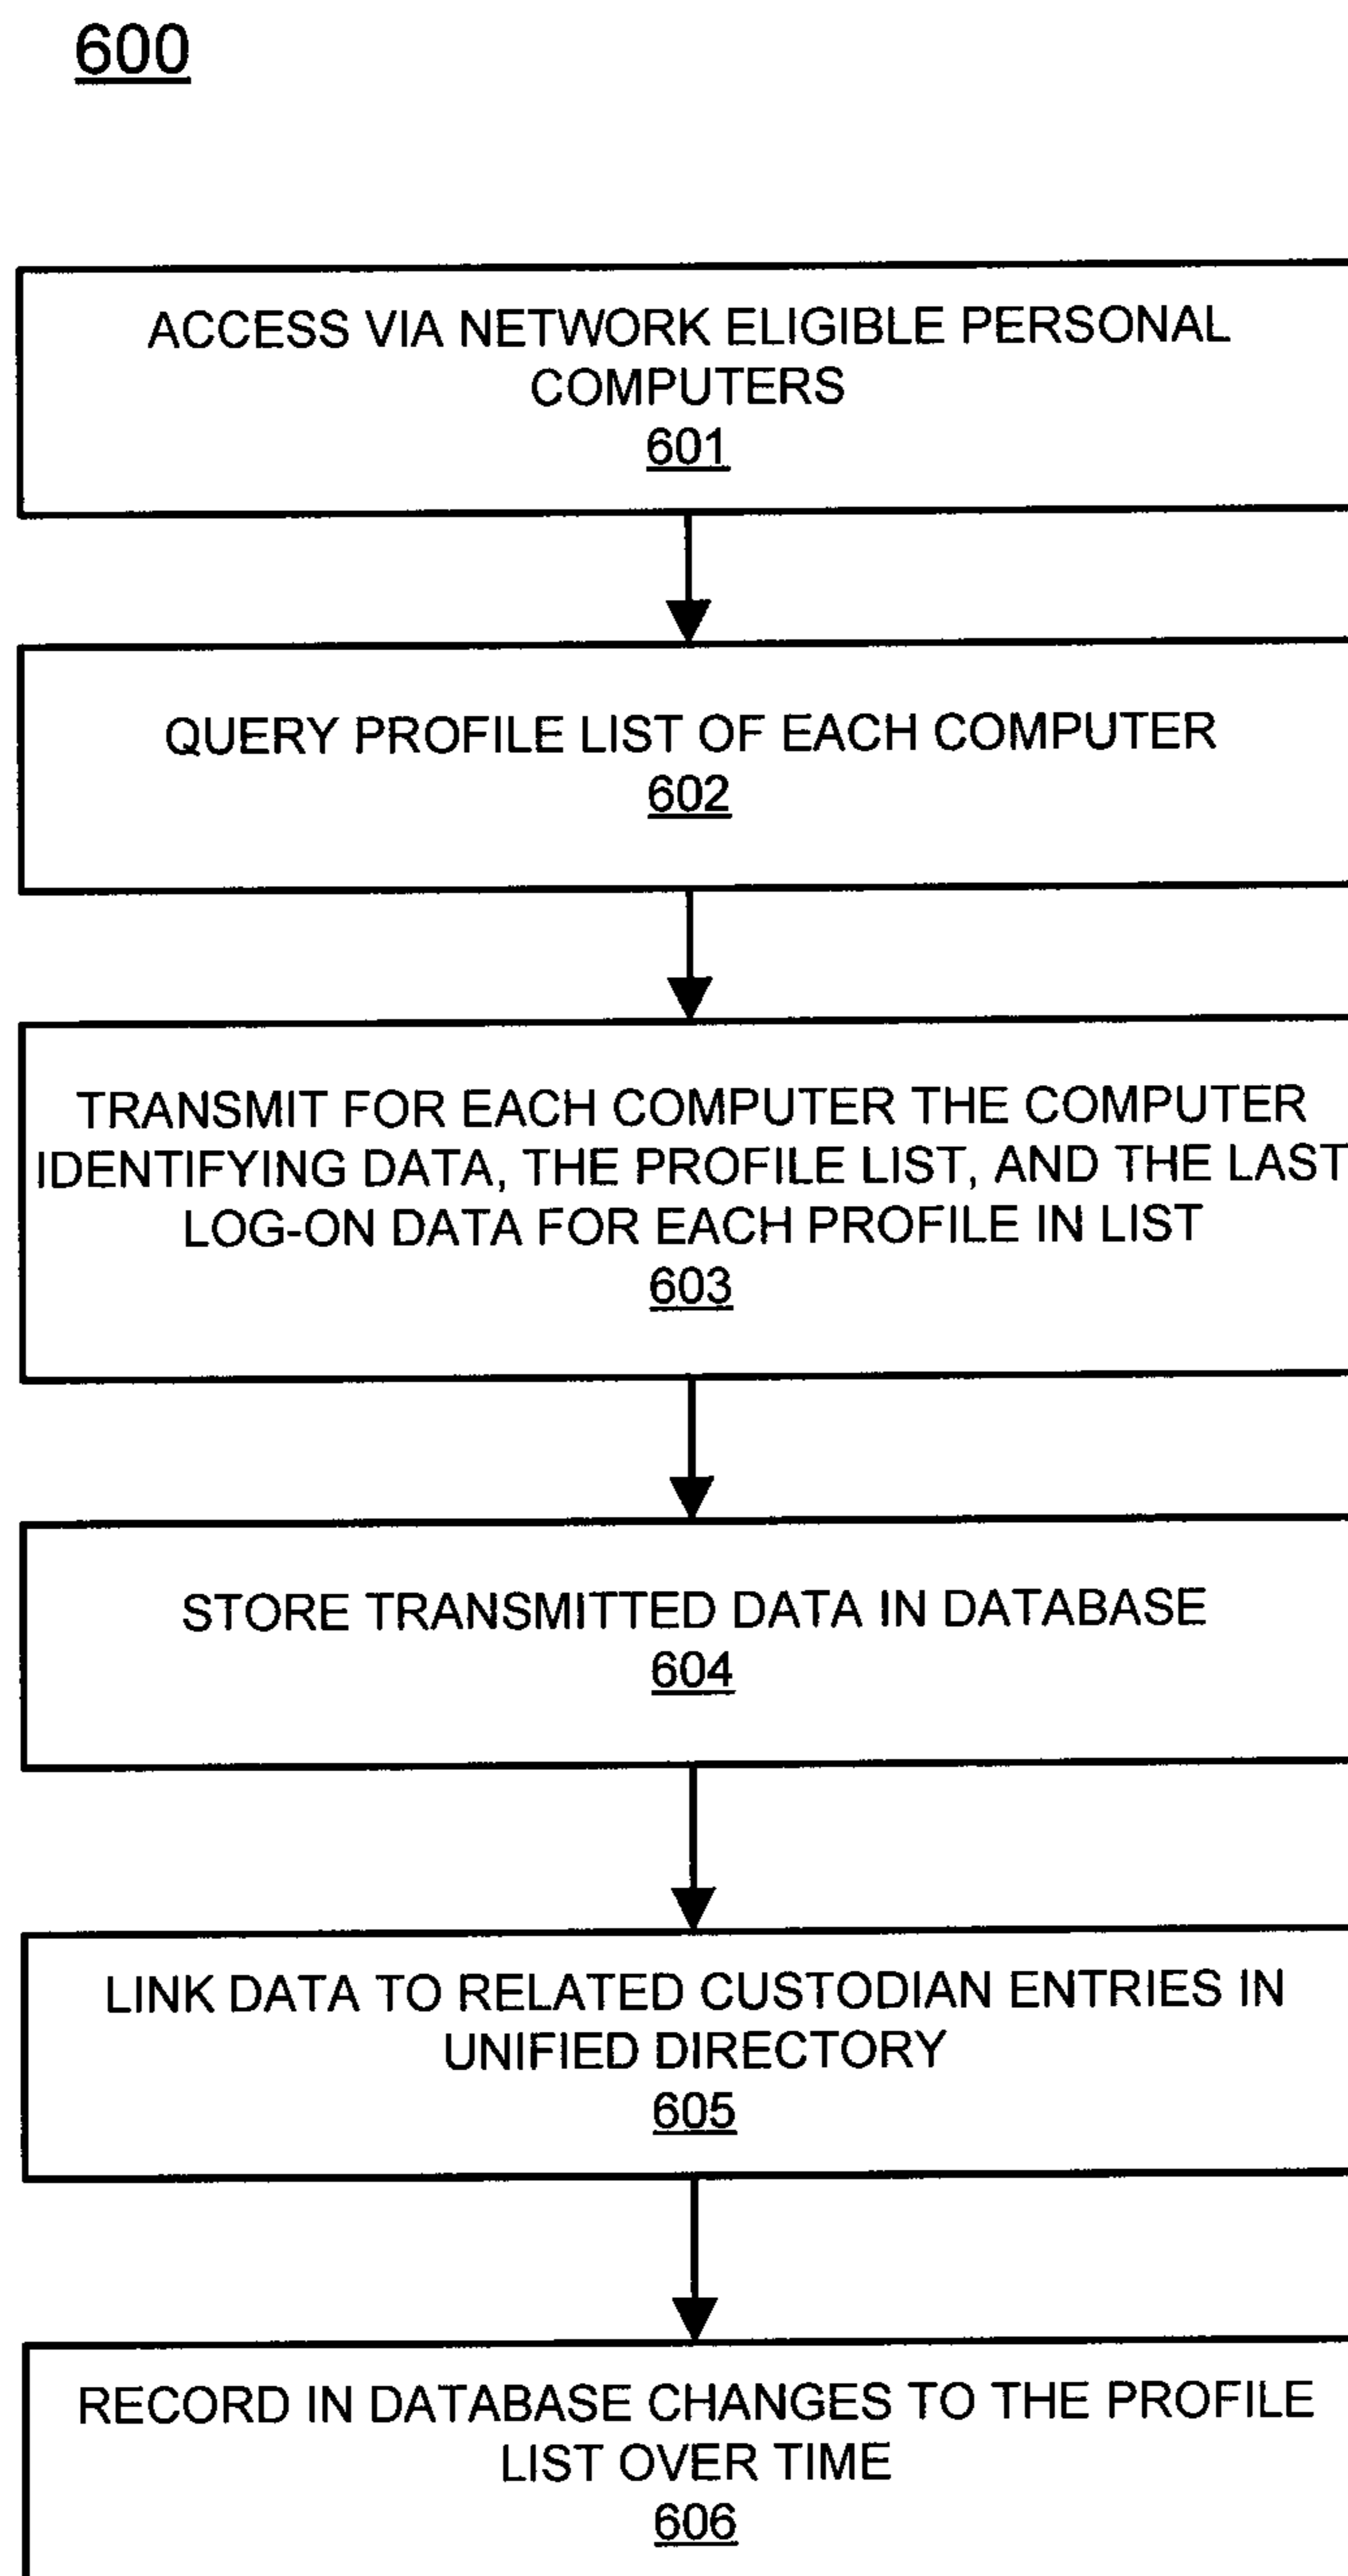 600
ACCESS VIA NETWORK ELIGIBLE PERSONAL
COMPUTERS
601
QUERY PROFILE LIST OF EACH COMPUTER
602
TRANSMIT FOR EACH COMPUTER THE COMPUTER
IDENTIFYING DATA, THE PROFILE LIST, AND THE LAST
LOG-ON DATA FOR EACH PROFILE IN LIST
603
STORE TRANSMITTED DATA IN DATABASE
604
LINK DATA TO RELATED CUSTODIAN ENTRIES IN
UNIFIED DIRECTORY
605
RECORD IN DATABASE CHANGES TO THE PROFILE
LIST OVER TIME
606